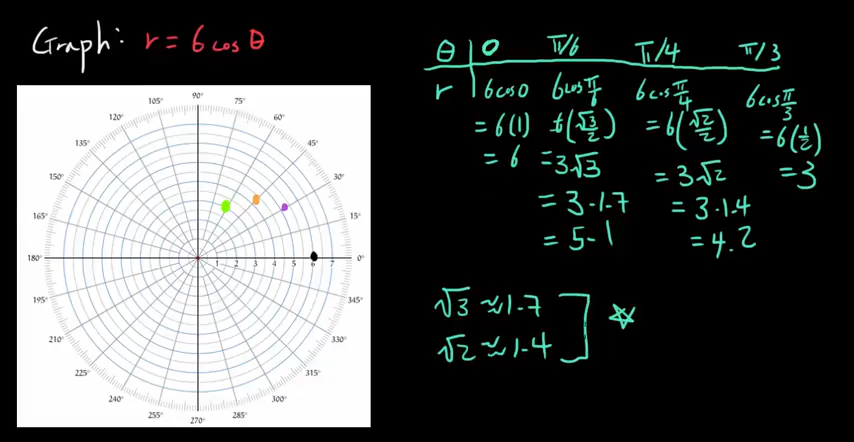 Graph: r = 6 cos θ
θ 0 π/6 π/4 π/3
r 6cos0 6cos π/6 6cos π/4 6cos π/3
= 6(1) 6(√3/2) = 6(√2/2) = 6(1/2)
= 6 = 3√3 = 3√2 = 3
= 3·1.7 = 3·1.4
= 5.1 = 4.2
√3 ≈ 1.7
√2 ≈ 1.4
90°
105° 75°
120° 60°
135° 45°
150° 30°
165° 15°
180° 1 2 3 4 5 6 7 0°
195° 345°
210° 330°
225° 315°
240° 300°
255° 285°
270°